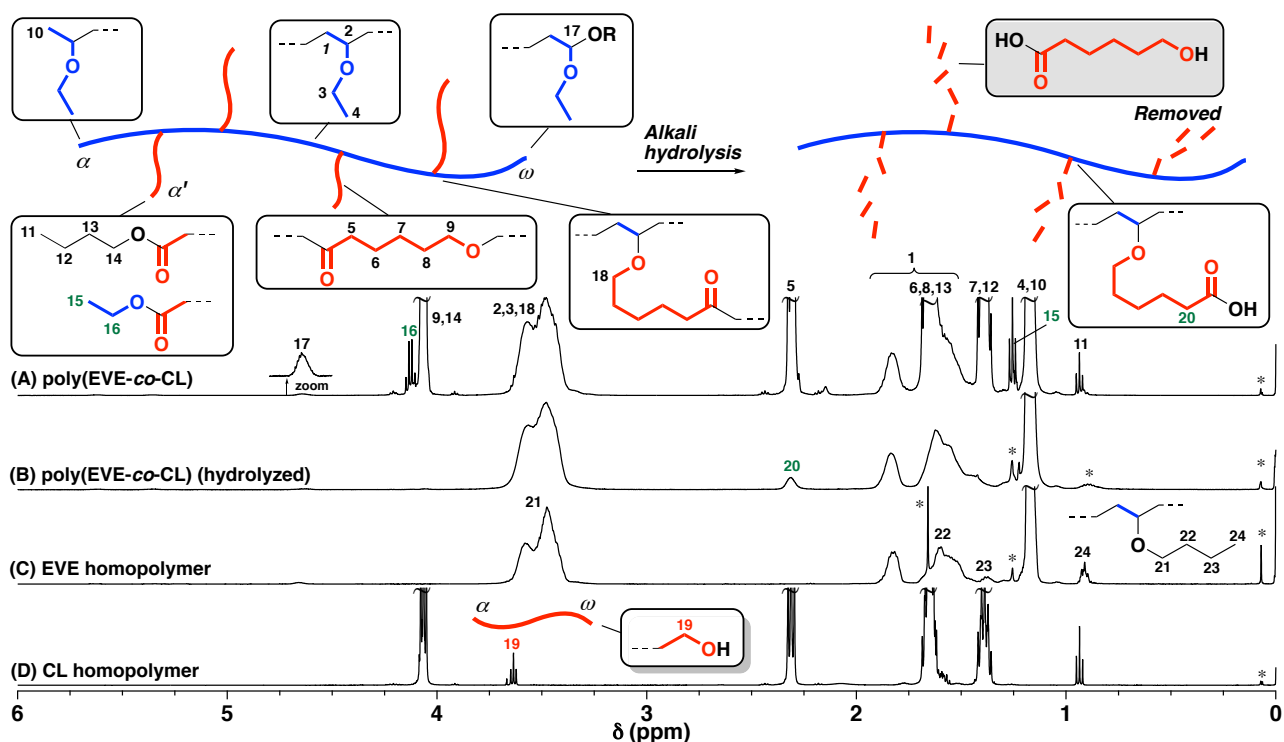 10
O
α
2
1
O
3
4
17
OR
O
ω
Alkali
hydrolysis
HO
O
OH
Removed
α'
11
13
12
14
O
O
15
16
O
O
5
7
9
6
8
O
O
O
18
O
O
O
20
OH
1
17
zoom
16
9,14
2,3,18
5
6,8,13
7,12
4,10
15
11
*
(A) poly(EVE-co-CL)
20
*
*
*
(B) poly(EVE-co-CL) (hydrolyzed)
21
*
22
23
*
24
*
O
22
24
21
23
(C) EVE homopolymer
α
ω
19
OH
19
*
(D) CL homopolymer
6
5
4
3
2
1
0
δ (ppm)